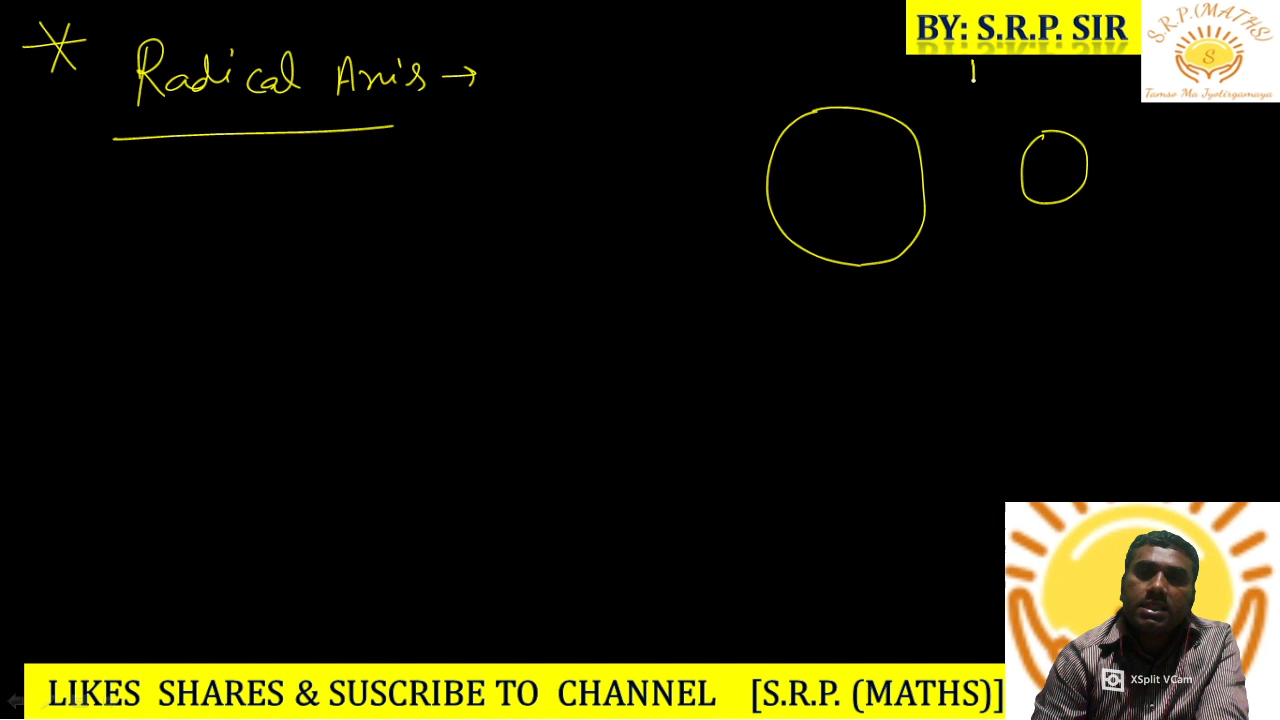 BY: S.R.P. SIR
S.R.P.(MATHS)
S
Tamso Ma Jyotirgamaya
Radical Axis →
XSplit VCam
LIKES SHARES & SUSCRIBE TO CHANNEL [S.R.P. (MATHS)]